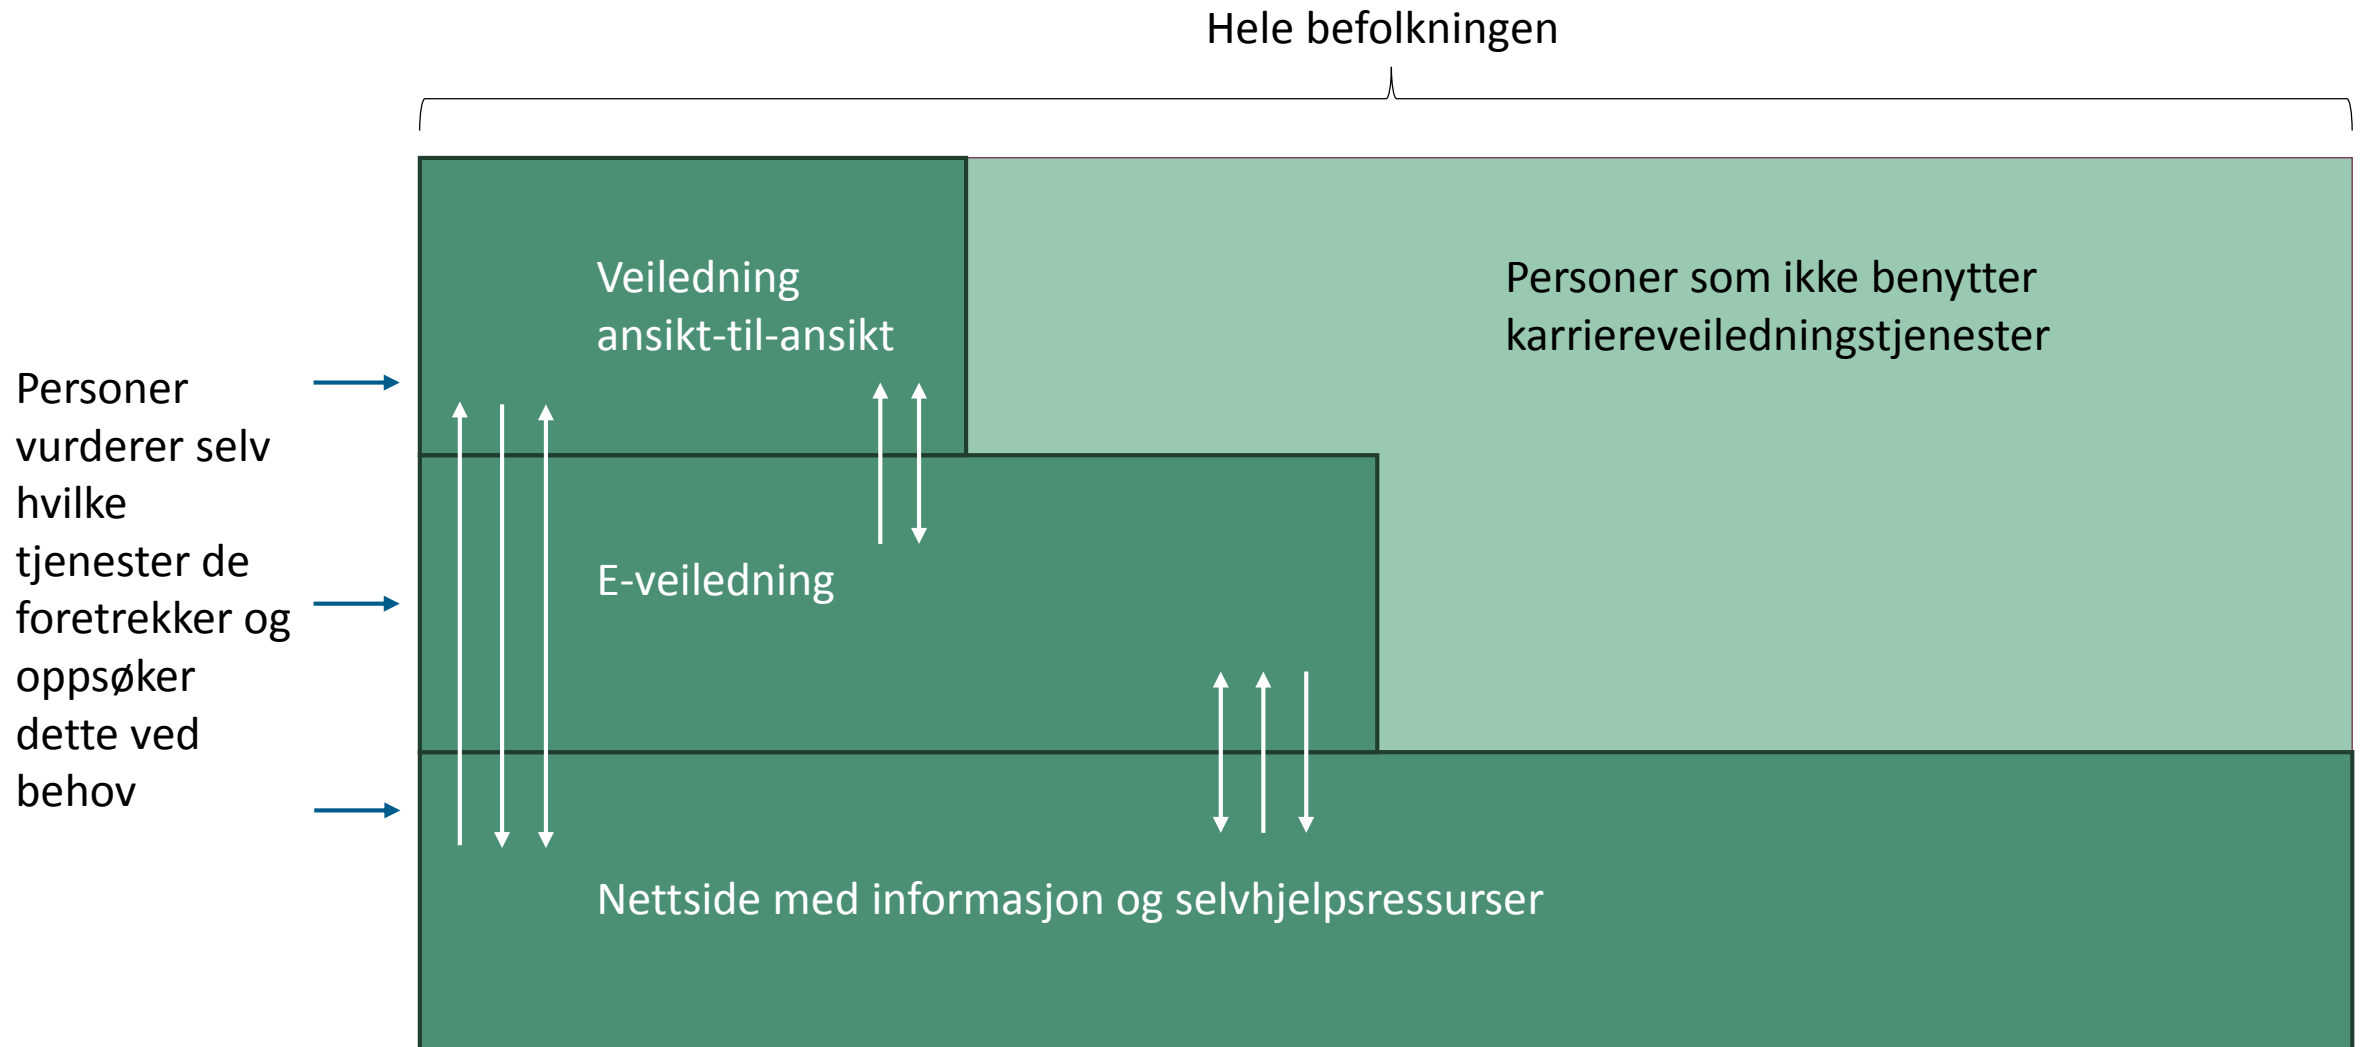 Hele befolkningen
Veiledning
ansikt-til-ansikt
Personer som ikke benytter
karriereveiledningstjenester
Personer
vurderer selv
hvilke
tjenester de
foretrekker og
oppsøker
dette ved
behov
E-veiledning
Nettside med informasjon og selvhjelpsressurser